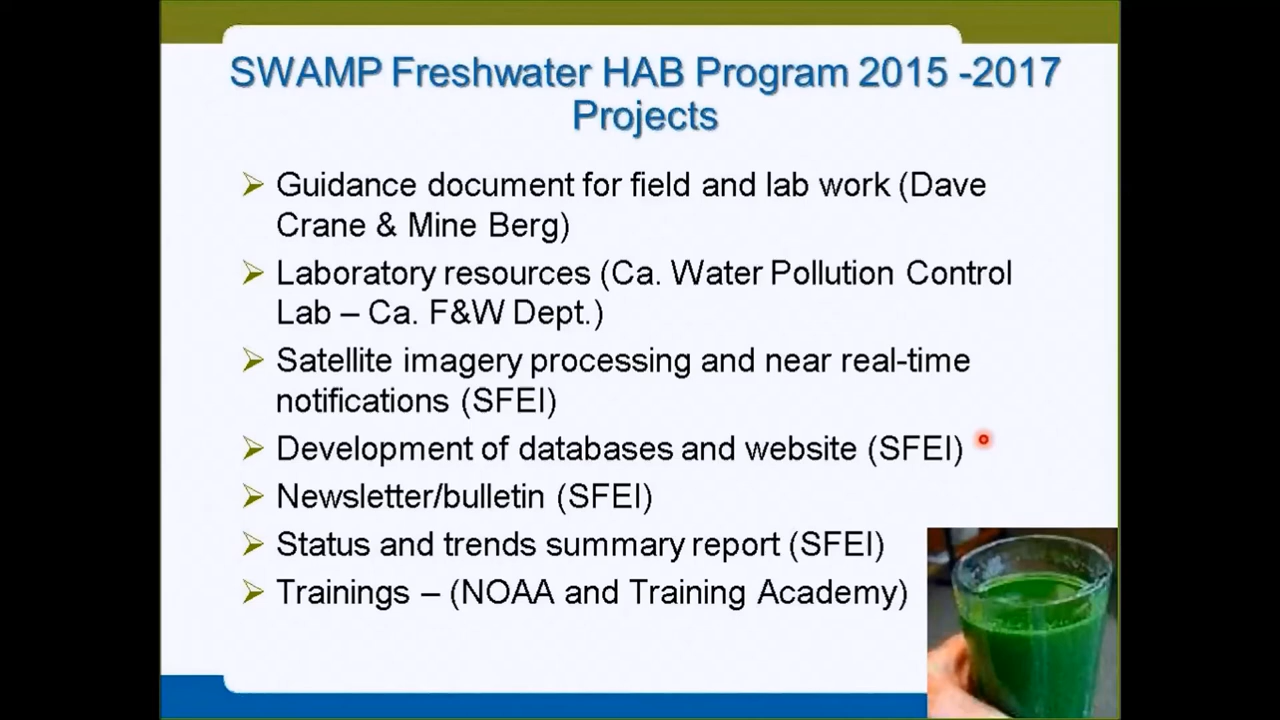 SWAMP Freshwater HAB Program 2015 -2017
Projects
Guidance document for field and lab work (Dave
Crane & Mine Berg)
Laboratory resources (Ca. Water Pollution Control
Lab – Ca. F&W Dept.)
Satellite imagery processing and near real-time
notifications (SFEI)
Development of databases and website (SFEI)
Newsletter/bulletin (SFEI)
Status and trends summary report (SFEI)
Trainings – (NOAA and Training Academy)